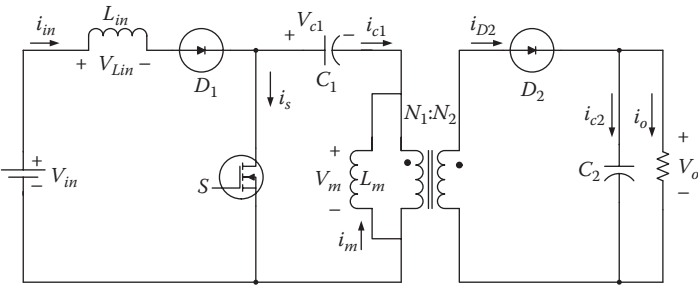 i_in
L_in
+ V_Lin −
D_1
i_s
+ V_c1 −
C_1
i_c1
i_D2
D_2
N_1:N_2
+
V_m
−
L_m
i_m
S
+
V_in
−
i_c2
i_o
C_2
+
V_o
−